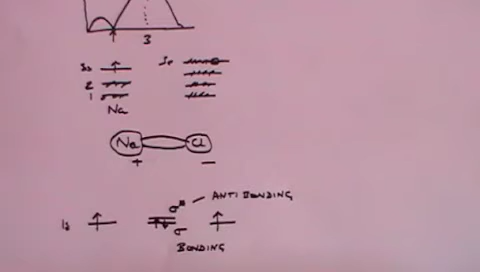 3
3s
3p
2
1
Na
Na Cl
+ −
σ* — ANTI BONDING
1s
σ
BONDING